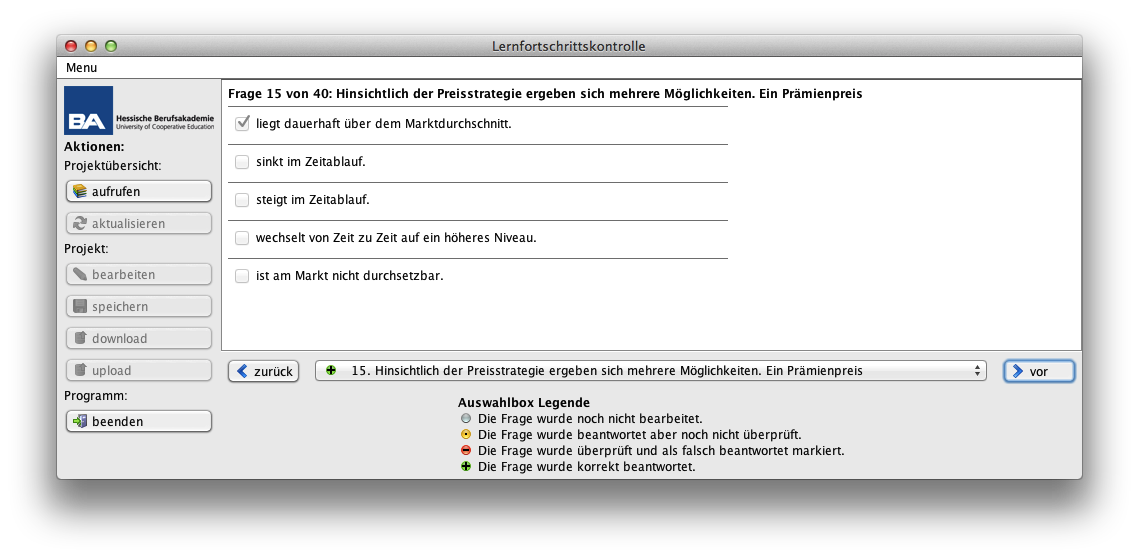 Lernfortschrittskontrolle
Menu
BA Hessische Berufsakademie
University of Cooperative Education
Aktionen:
Projektübersicht:
aufrufen
aktualisieren
Projekt:
bearbeiten
speichern
download
upload
Programm:
beenden
Frage 15 von 40: Hinsichtlich der Preisstrategie ergeben sich mehrere Möglichkeiten. Ein Prämienpreis
liegt dauerhaft über dem Marktdurchschnitt.
sinkt im Zeitablauf.
steigt im Zeitablauf.
wechselt von Zeit zu Zeit auf ein höheres Niveau.
ist am Markt nicht durchsetzbar.
zurück
15. Hinsichtlich der Preisstrategie ergeben sich mehrere Möglichkeiten. Ein Prämienpreis
vor
Auswahlbox Legende
Die Frage wurde noch nicht bearbeitet.
Die Frage wurde beantwortet aber noch nicht überprüft.
Die Frage wurde überprüft und als falsch beantwortet markiert.
Die Frage wurde korrekt beantwortet.